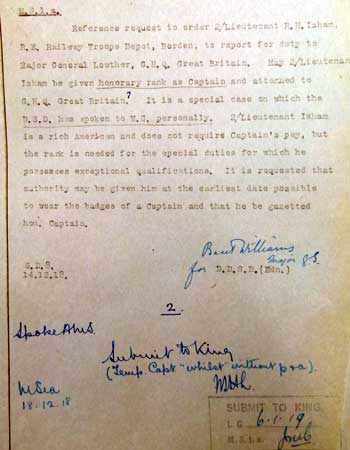 M.S.1.a.
Reference request to order 2/Lieutenant R.H. Isham,
R.E. Railway Troops Depot, Borden, to report for duty to
Major General Lowther, G.H.Q. Great Britain. May 2/Lieutenant
Isham be given honorary rank as Captain and attached to
G.H.Q. Great Britain? It is a special case on which the
D.S.D. has spoken to M.S. personally. 2/Lieutenant Isham
is a rich American and does not require Captain's pay, but
the rank is needed for the special duties for which he
possesses exceptional qualifications. It is requested that
authority may be given him at the earliest date possible
to wear the badges of a Captain and that he be gazetted
hon. Captain.
Williams
Major GS
for D.D.S.D.(Edn.)
14.12.18.
2.
Spoke AMS
Submit to King
(Temp. Capt "whilst" without p & a).
18.12.18
SUBMIT TO KING.
L.G 6.1.19
M.S.1.a.